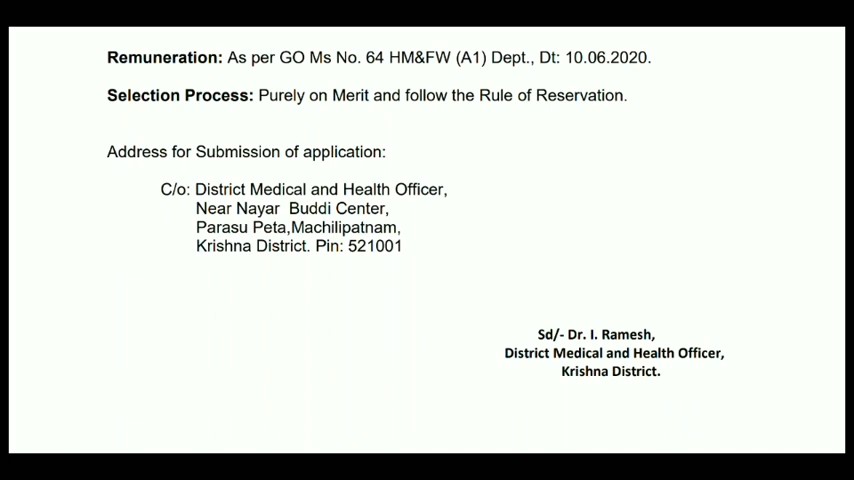 Remuneration: As per GO Ms No. 64 HM&FW (A1) Dept., Dt: 10.06.2020.
Selection Process: Purely on Merit and follow the Rule of Reservation.
Address for Submission of application:
C/o: District Medical and Health Officer,
Near Nayar Buddi Center,
Parasu Peta,Machilipatnam,
Krishna District. Pin: 521001
Sd/- Dr. I. Ramesh,
District Medical and Health Officer,
Krishna District.